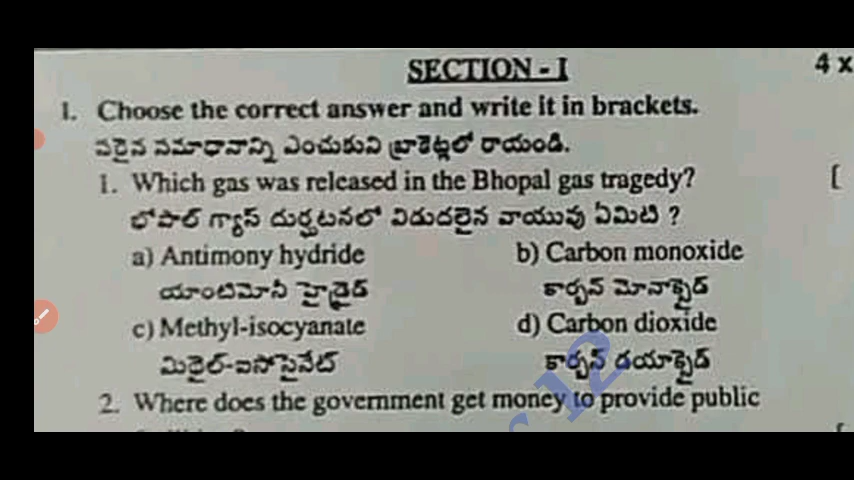 SECTION - I
4 x
1. Choose the correct answer and write it in brackets.
సరైన సమాధానాన్ని ఎంచుకుని బ్రాకెట్లలో రాయండి.
1. Which gas was released in the Bhopal gas tragedy? [
భోపాల్ గ్యాస్ దుర్ఘటనలో విడుదలైన వాయువు ఏమిటి ?
a) Antimony hydride b) Carbon monoxide
యాంటిమోనీ హైడ్రైడ్ కార్బన్ మోనాక్సైడ్
c) Methyl-isocyanate d) Carbon dioxide
మిథైల్-ఐసోసైనేట్ కార్బన్ డయాక్సైడ్
2. Where does the government get money to provide public